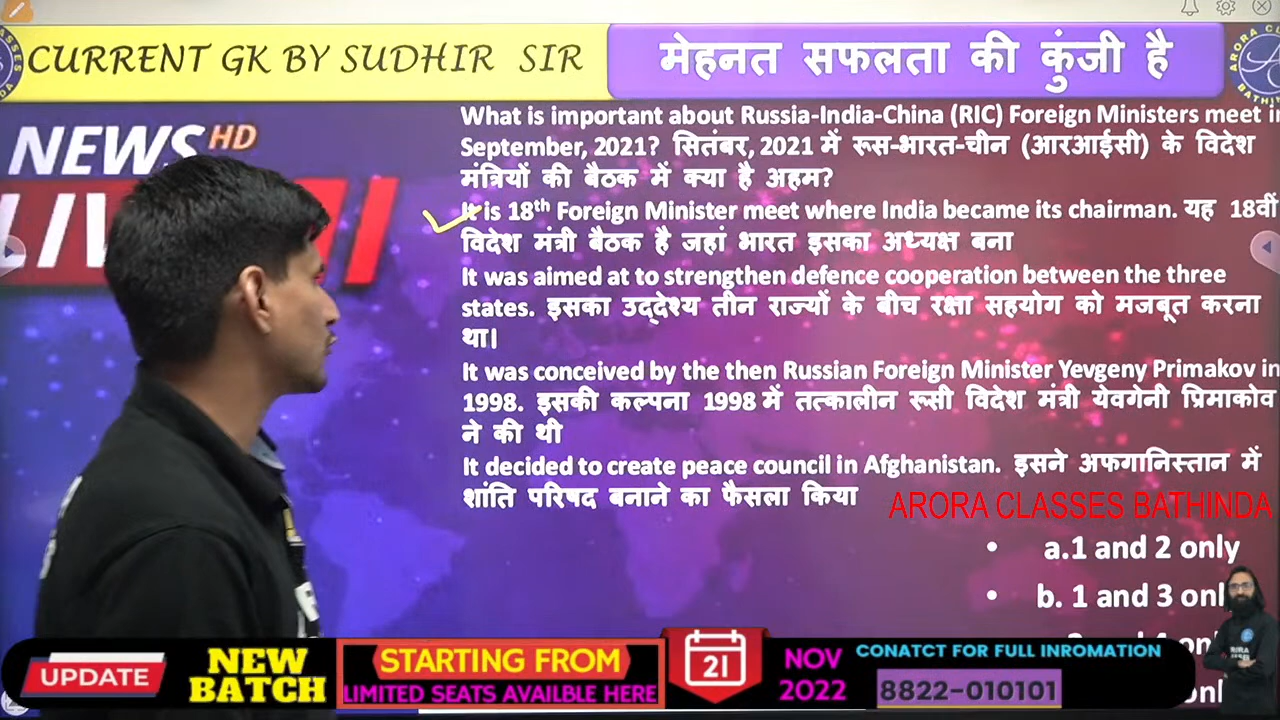 CURRENT GK BY SUDHIR SIR
मेहनत सफलता की कुंजी है
NEWS HD
LIV
What is important about Russia-India-China (RIC) Foreign Ministers meet in
September, 2021? सितंबर, 2021 में रूस-भारत-चीन (आरआईसी) के विदेश
मंत्रियों की बैठक में क्या है अहम?
It is 18th Foreign Minister meet where India became its chairman. यह 18वीं
विदेश मंत्री बैठक है जहां भारत इसका अध्यक्ष बना
It was aimed at to strengthen defence cooperation between the three
states. इसका उद्देश्य तीन राज्यों के बीच रक्षा सहयोग को मजबूत करना
था।
It was conceived by the then Russian Foreign Minister Yevgeny Primakov in
1998. इसकी कल्पना 1998 में तत्कालीन रूसी विदेश मंत्री येवगेनी प्रिमाकोव
ने की थी
It decided to create peace council in Afghanistan. इसने अफगानिस्तान में
शांति परिषद बनाने का फैसला किया
ARORA CLASSES BATHINDA
• a.1 and 2 only
• b. 1 and 3 onl
UPDATE
NEW
BATCH
STARTING FROM
LIMITED SEATS AVAILBLE HERE
21
NOV
2022
CONATCT FOR FULL INROMATION
8822-010101